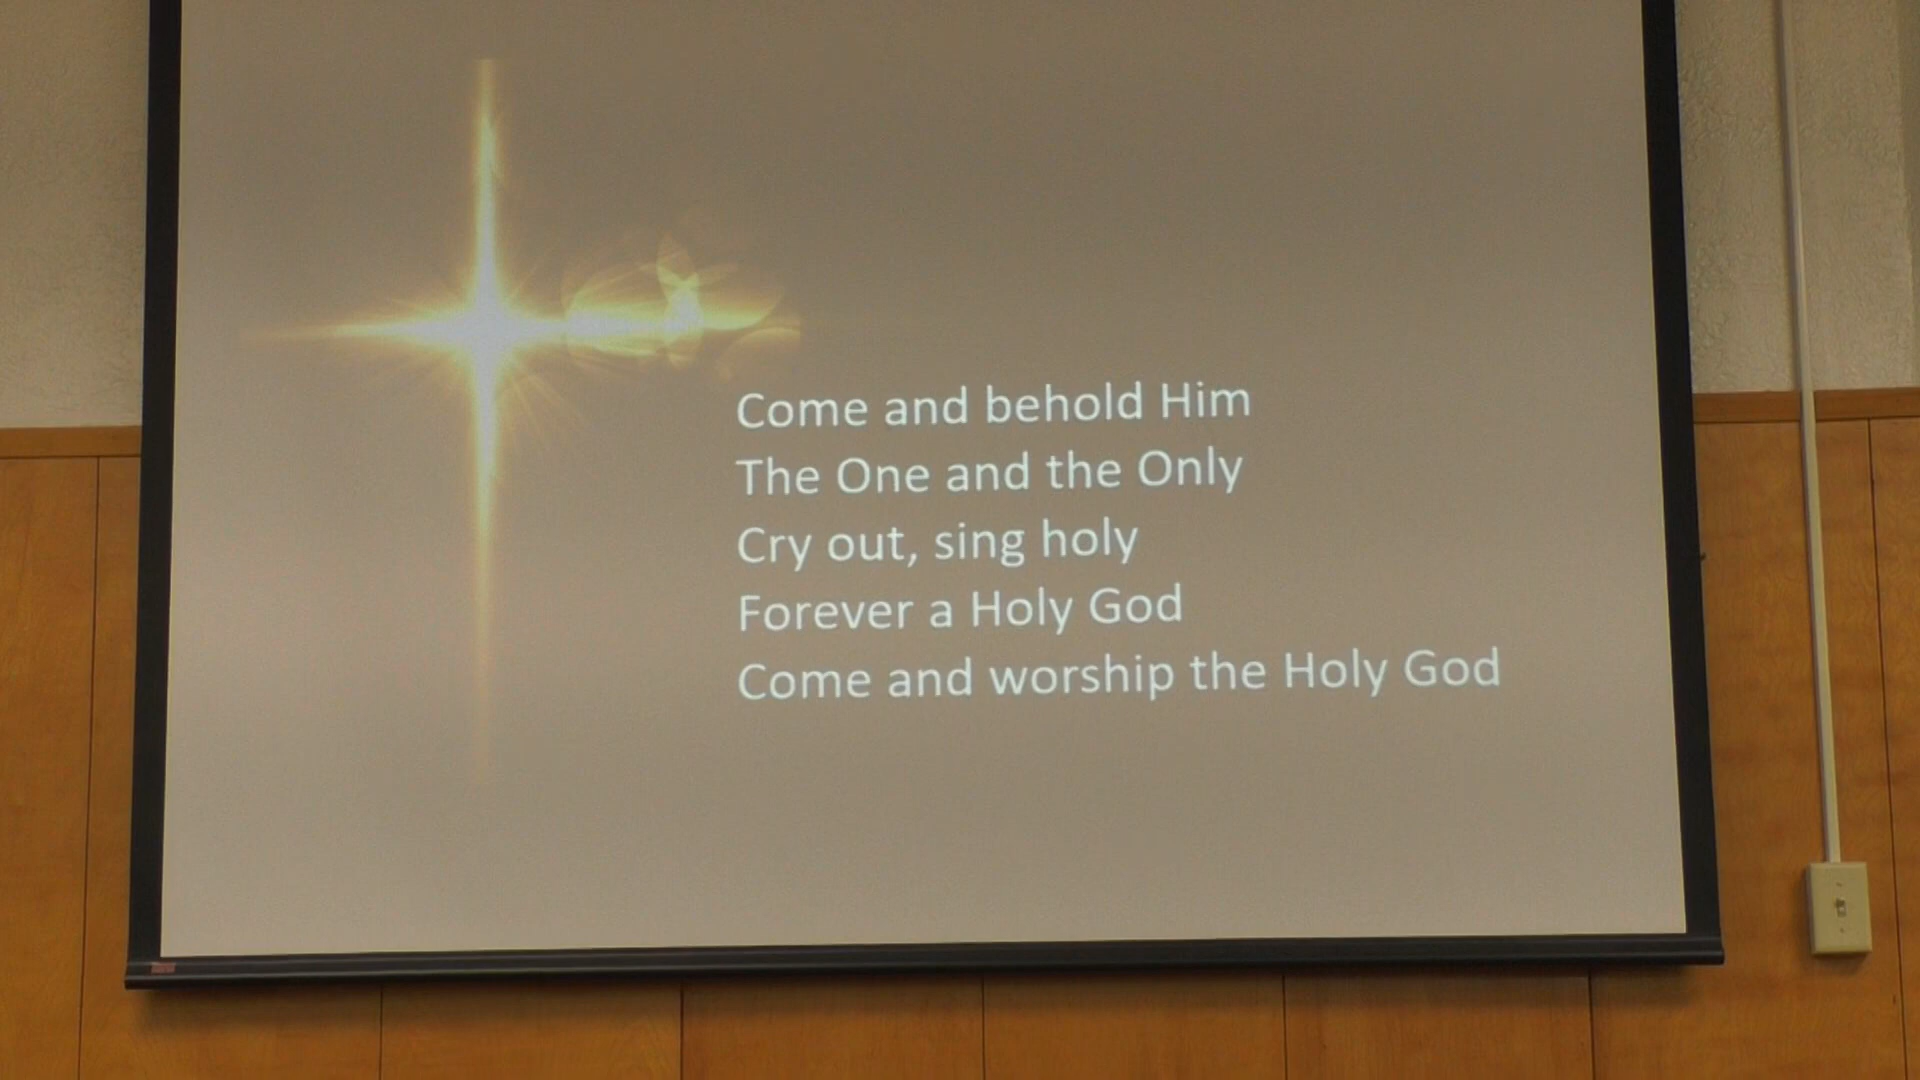 Come and behold Him
The One and the Only
Cry out, sing holy
Forever a Holy God
Come and worship the Holy God